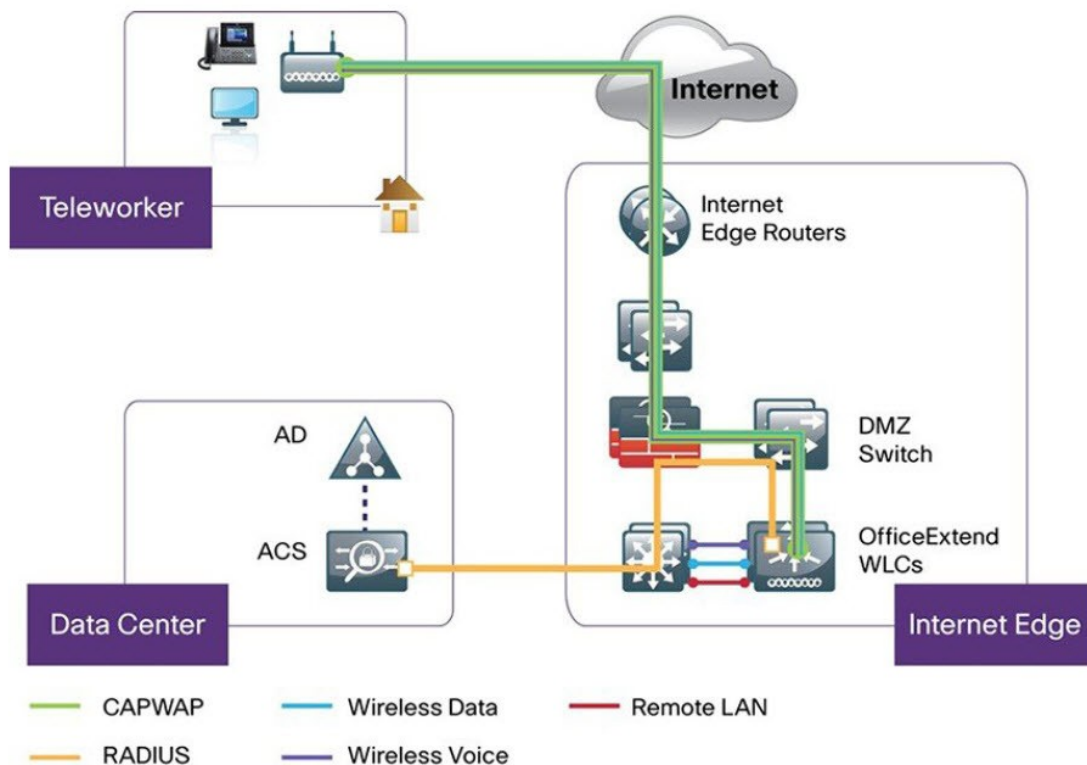 Internet
Teleworker
Internet
Edge Routers
AD
DMZ
Switch
ACS
OfficeExtend
WLCs
Data Center
Internet Edge
CAPWAP
Wireless Data
Remote LAN
RADIUS
Wireless Voice